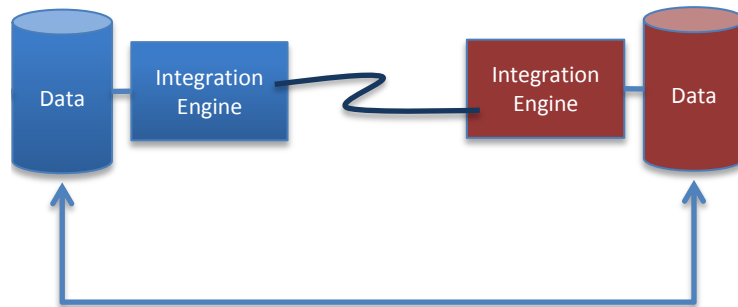 Data
Integration
Engine
Integration
Engine
Data